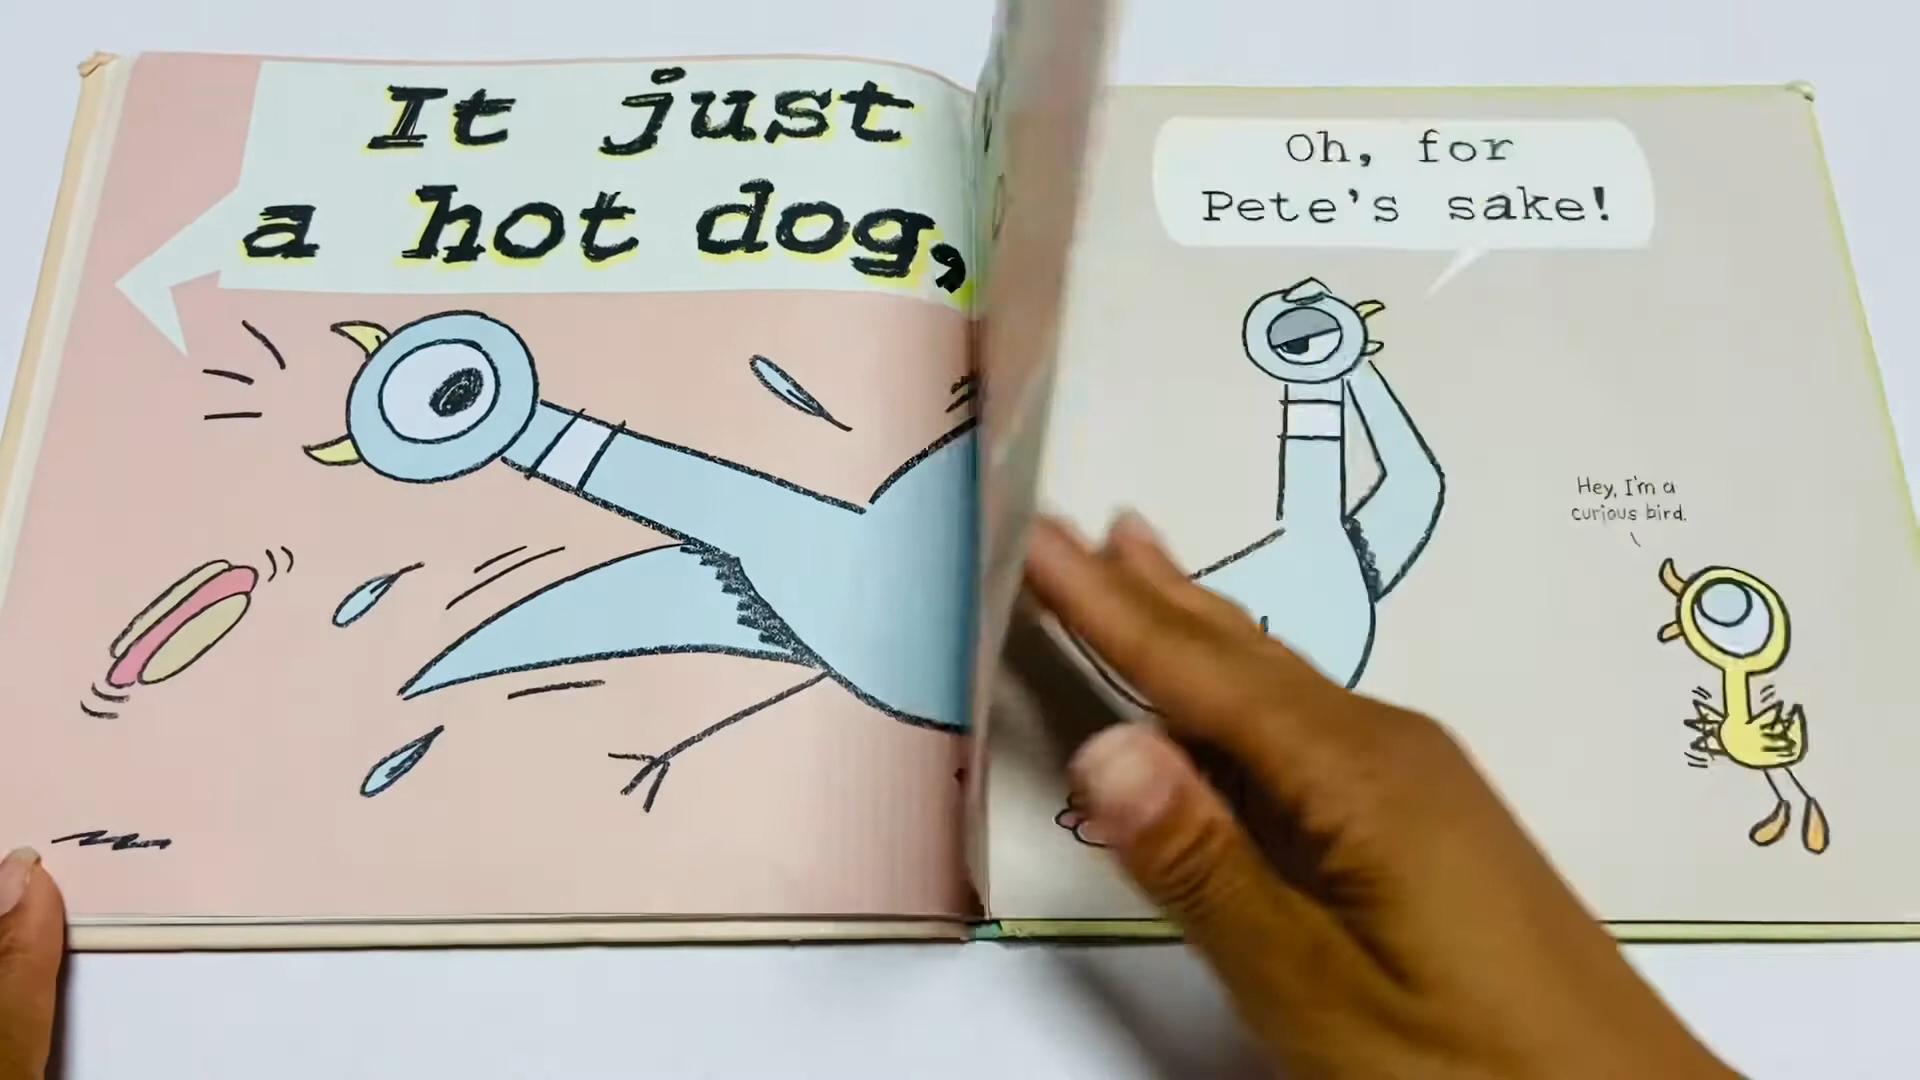 It just
a hot dog,
Oh, for
Pete's sake!
Hey, I'm a
curious bird.